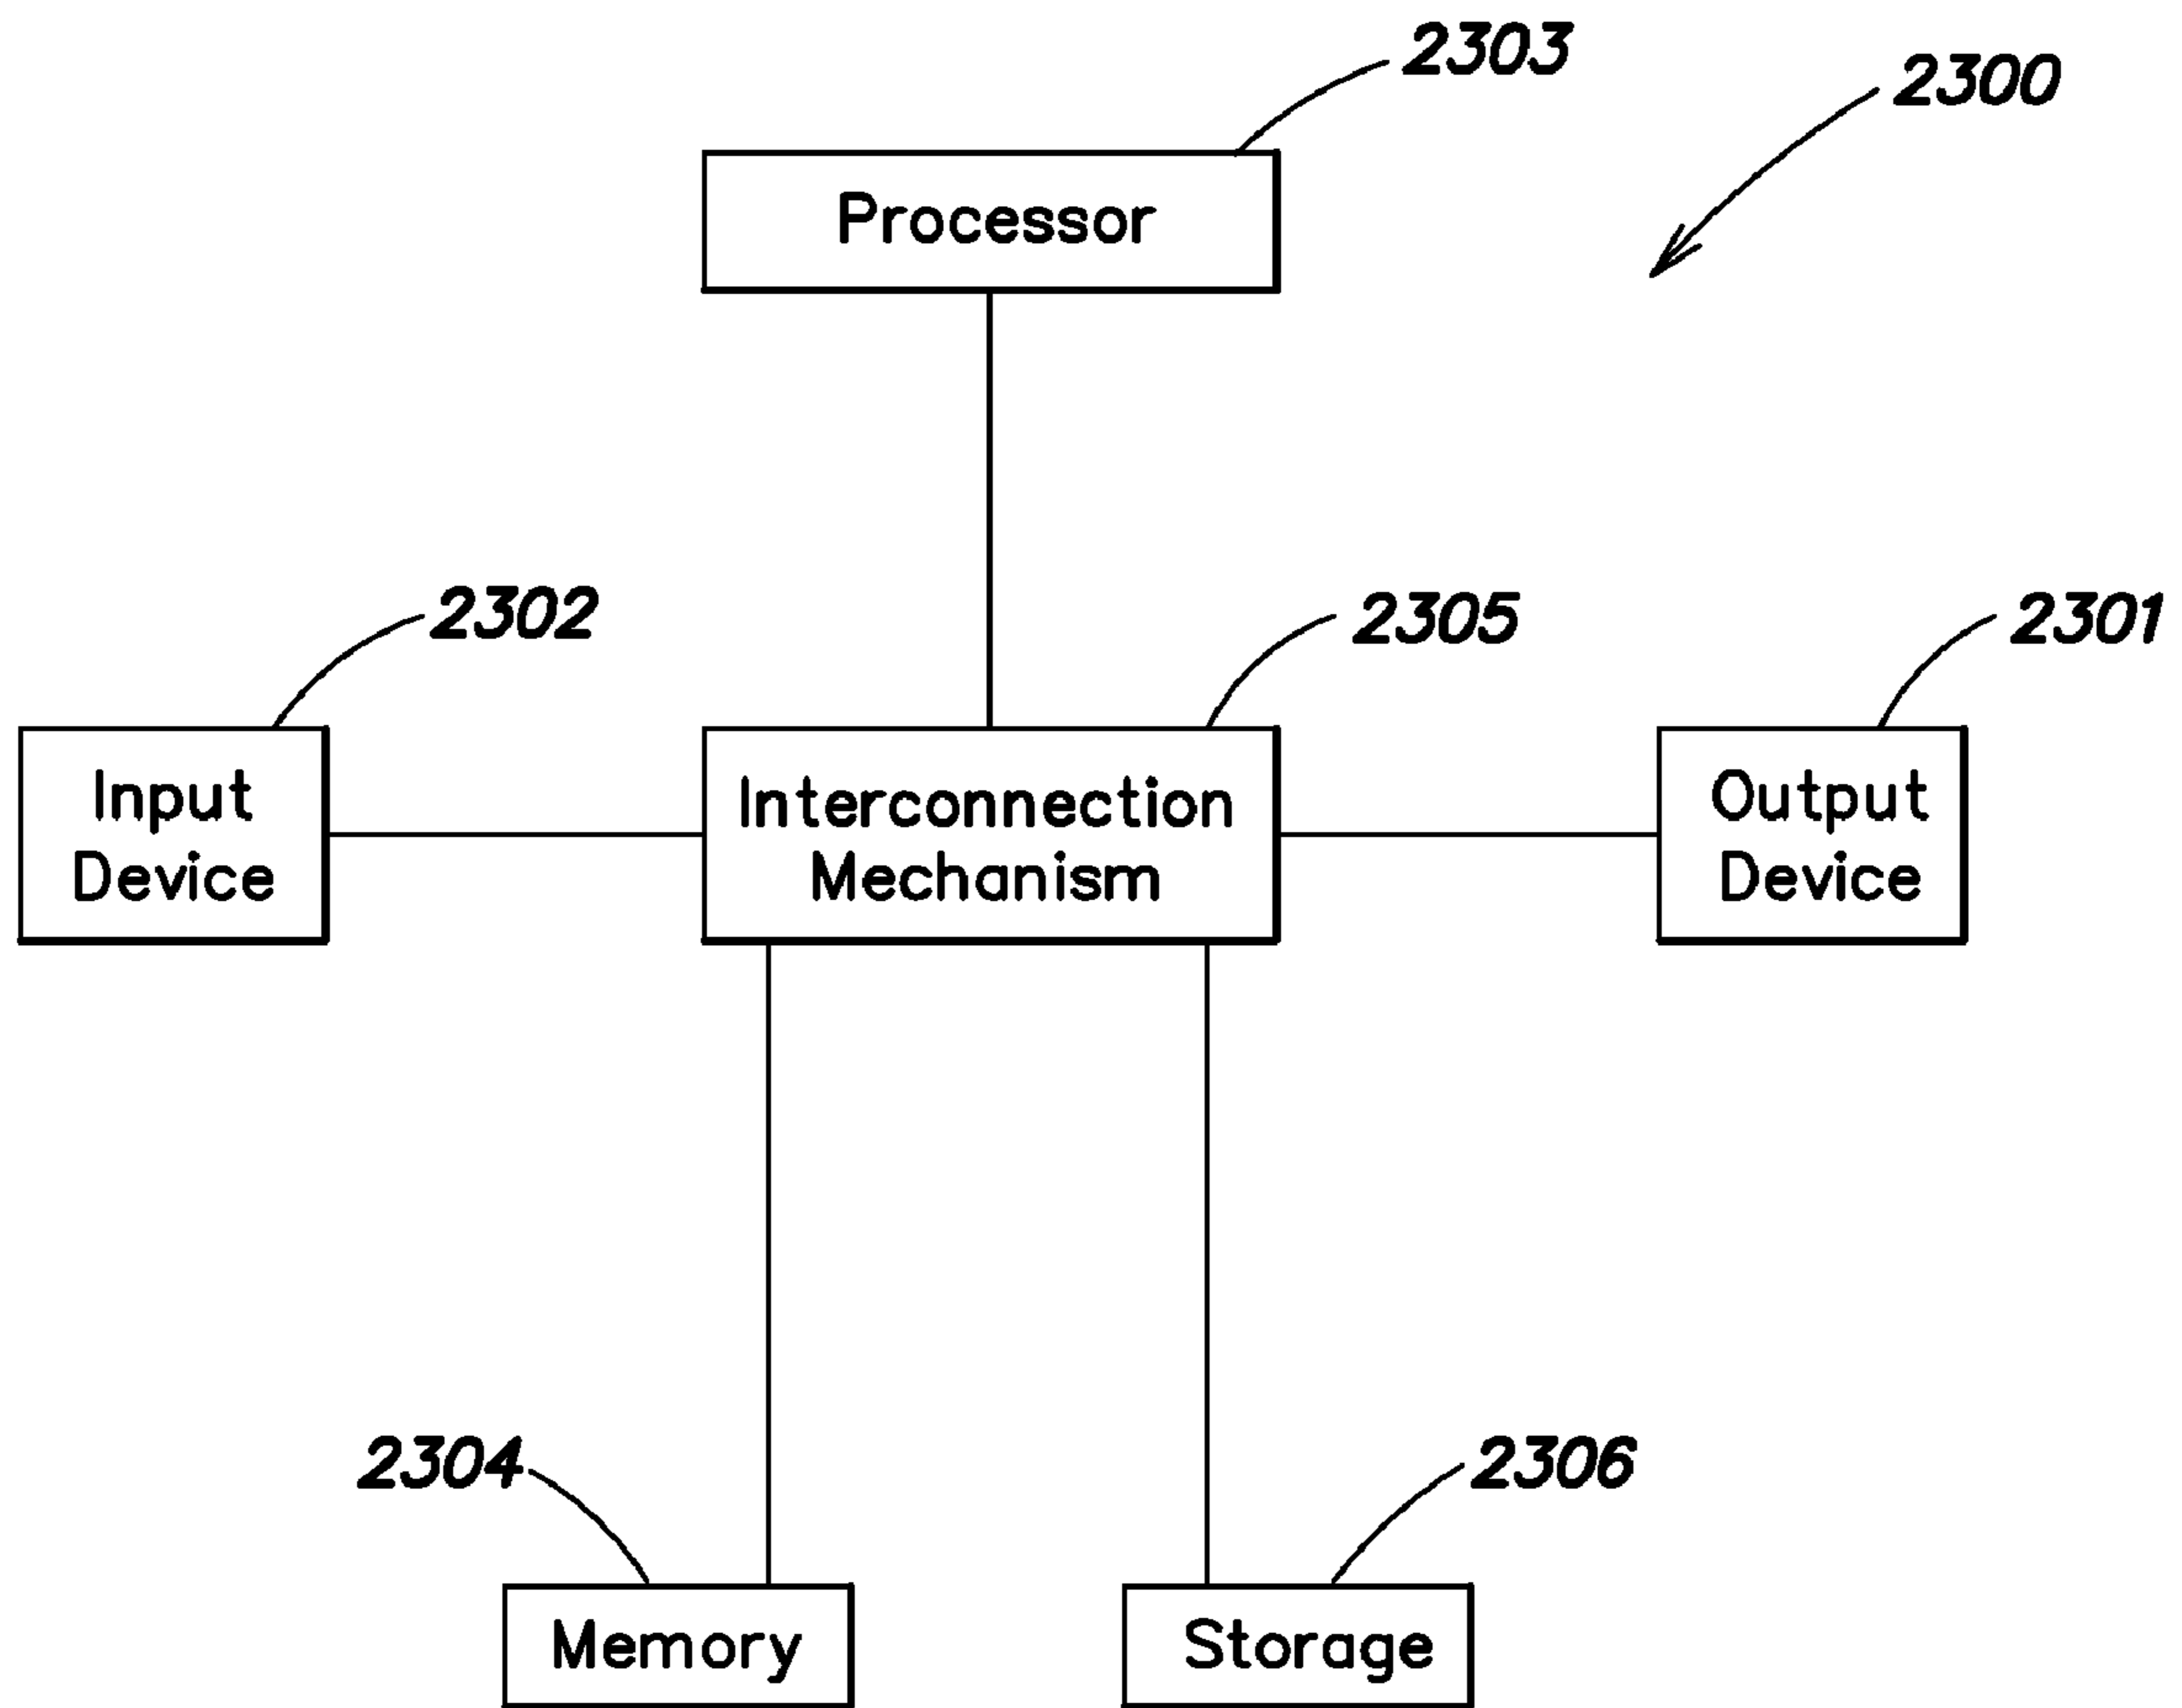 2303
2300
Processor
2302
2305
2301
Input
Device
Interconnection
Mechanism
Output
Device
2304
2306
Memory
Storage